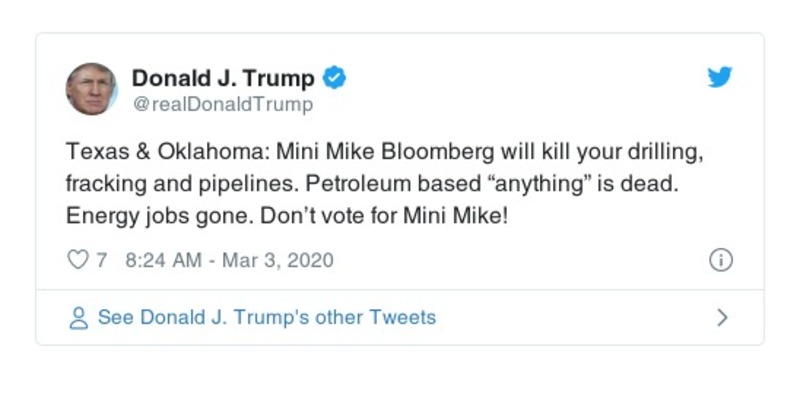 Donald J. Trump
@realDonaldTrump
Texas & Oklahoma: Mini Mike Bloomberg will kill your drilling,
fracking and pipelines. Petroleum based “anything” is dead.
Energy jobs gone. Don’t vote for Mini Mike!
7 8:24 AM - Mar 3, 2020
See Donald J. Trump's other Tweets